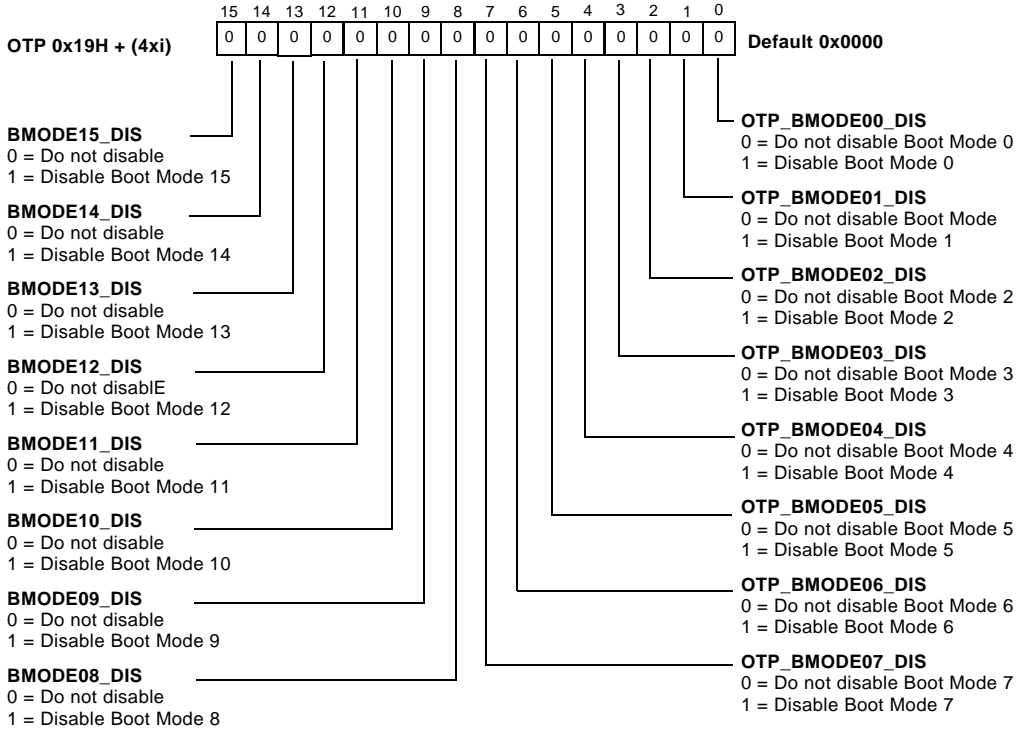 15 14 13 12 11 10 9 8 7 6 5 4 3 2 1 0
OTP 0x19H + (4xi) 0 0 0 0 0 0 0 0 0 0 0 0 0 0 0 0 Default 0x0000
BMODE15_DIS
0 = Do not disable
1 = Disable Boot Mode 15
BMODE14_DIS
0 = Do not disable
1 = Disable Boot Mode 14
BMODE13_DIS
0 = Do not disable
1 = Disable Boot Mode 13
BMODE12_DIS
0 = Do not disablE
1 = Disable Boot Mode 12
BMODE11_DIS
0 = Do not disable
1 = Disable Boot Mode 11
BMODE10_DIS
0 = Do not disable
1 = Disable Boot Mode 10
BMODE09_DIS
0 = Do not disable
1 = Disable Boot Mode 9
BMODE08_DIS
0 = Do not disable
1 = Disable Boot Mode 8
OTP_BMODE00_DIS
0 = Do not disable Boot Mode 0
1 = Disable Boot Mode 0
OTP_BMODE01_DIS
0 = Do not disable Boot Mode
1 = Disable Boot Mode 1
OTP_BMODE02_DIS
0 = Do not disable Boot Mode 2
1 = Disable Boot Mode 2
OTP_BMODE03_DIS
0 = Do not disable Boot Mode 3
1 = Disable Boot Mode 3
OTP_BMODE04_DIS
0 = Do not disable Boot Mode 4
1 = Disable Boot Mode 4
OTP_BMODE05_DIS
0 = Do not disable Boot Mode 5
1 = Disable Boot Mode 5
OTP_BMODE06_DIS
0 = Do not disable Boot Mode 6
1 = Disable Boot Mode 6
OTP_BMODE07_DIS
0 = Do not disable Boot Mode 7
1 = Disable Boot Mode 7